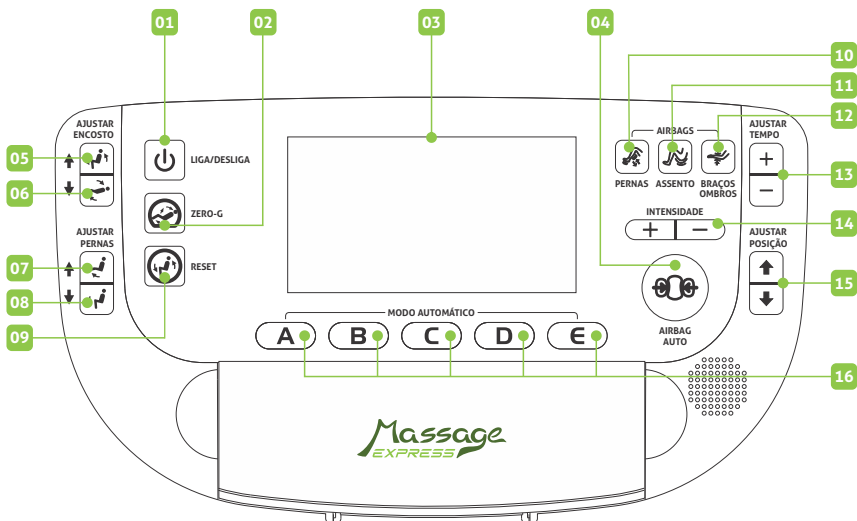 01
02
03
04
10
11
12
AJUSTAR
ENCOSTO
05
06
LIGA/DESLIGA
ZERO-G
RESET
AJUSTAR
PERNAS
07
08
09
AIRBAGS
PERNAS
ASSENTO
BRAÇOS
OMBROS
AJUSTAR
TEMPO
+
−
13
INTENSIDADE
+ −
14
AJUSTAR
POSIÇÃO
15
AIRBAG
AUTO
MODO AUTOMÁTICO
A B C D E
16
Massage
EXPRESS